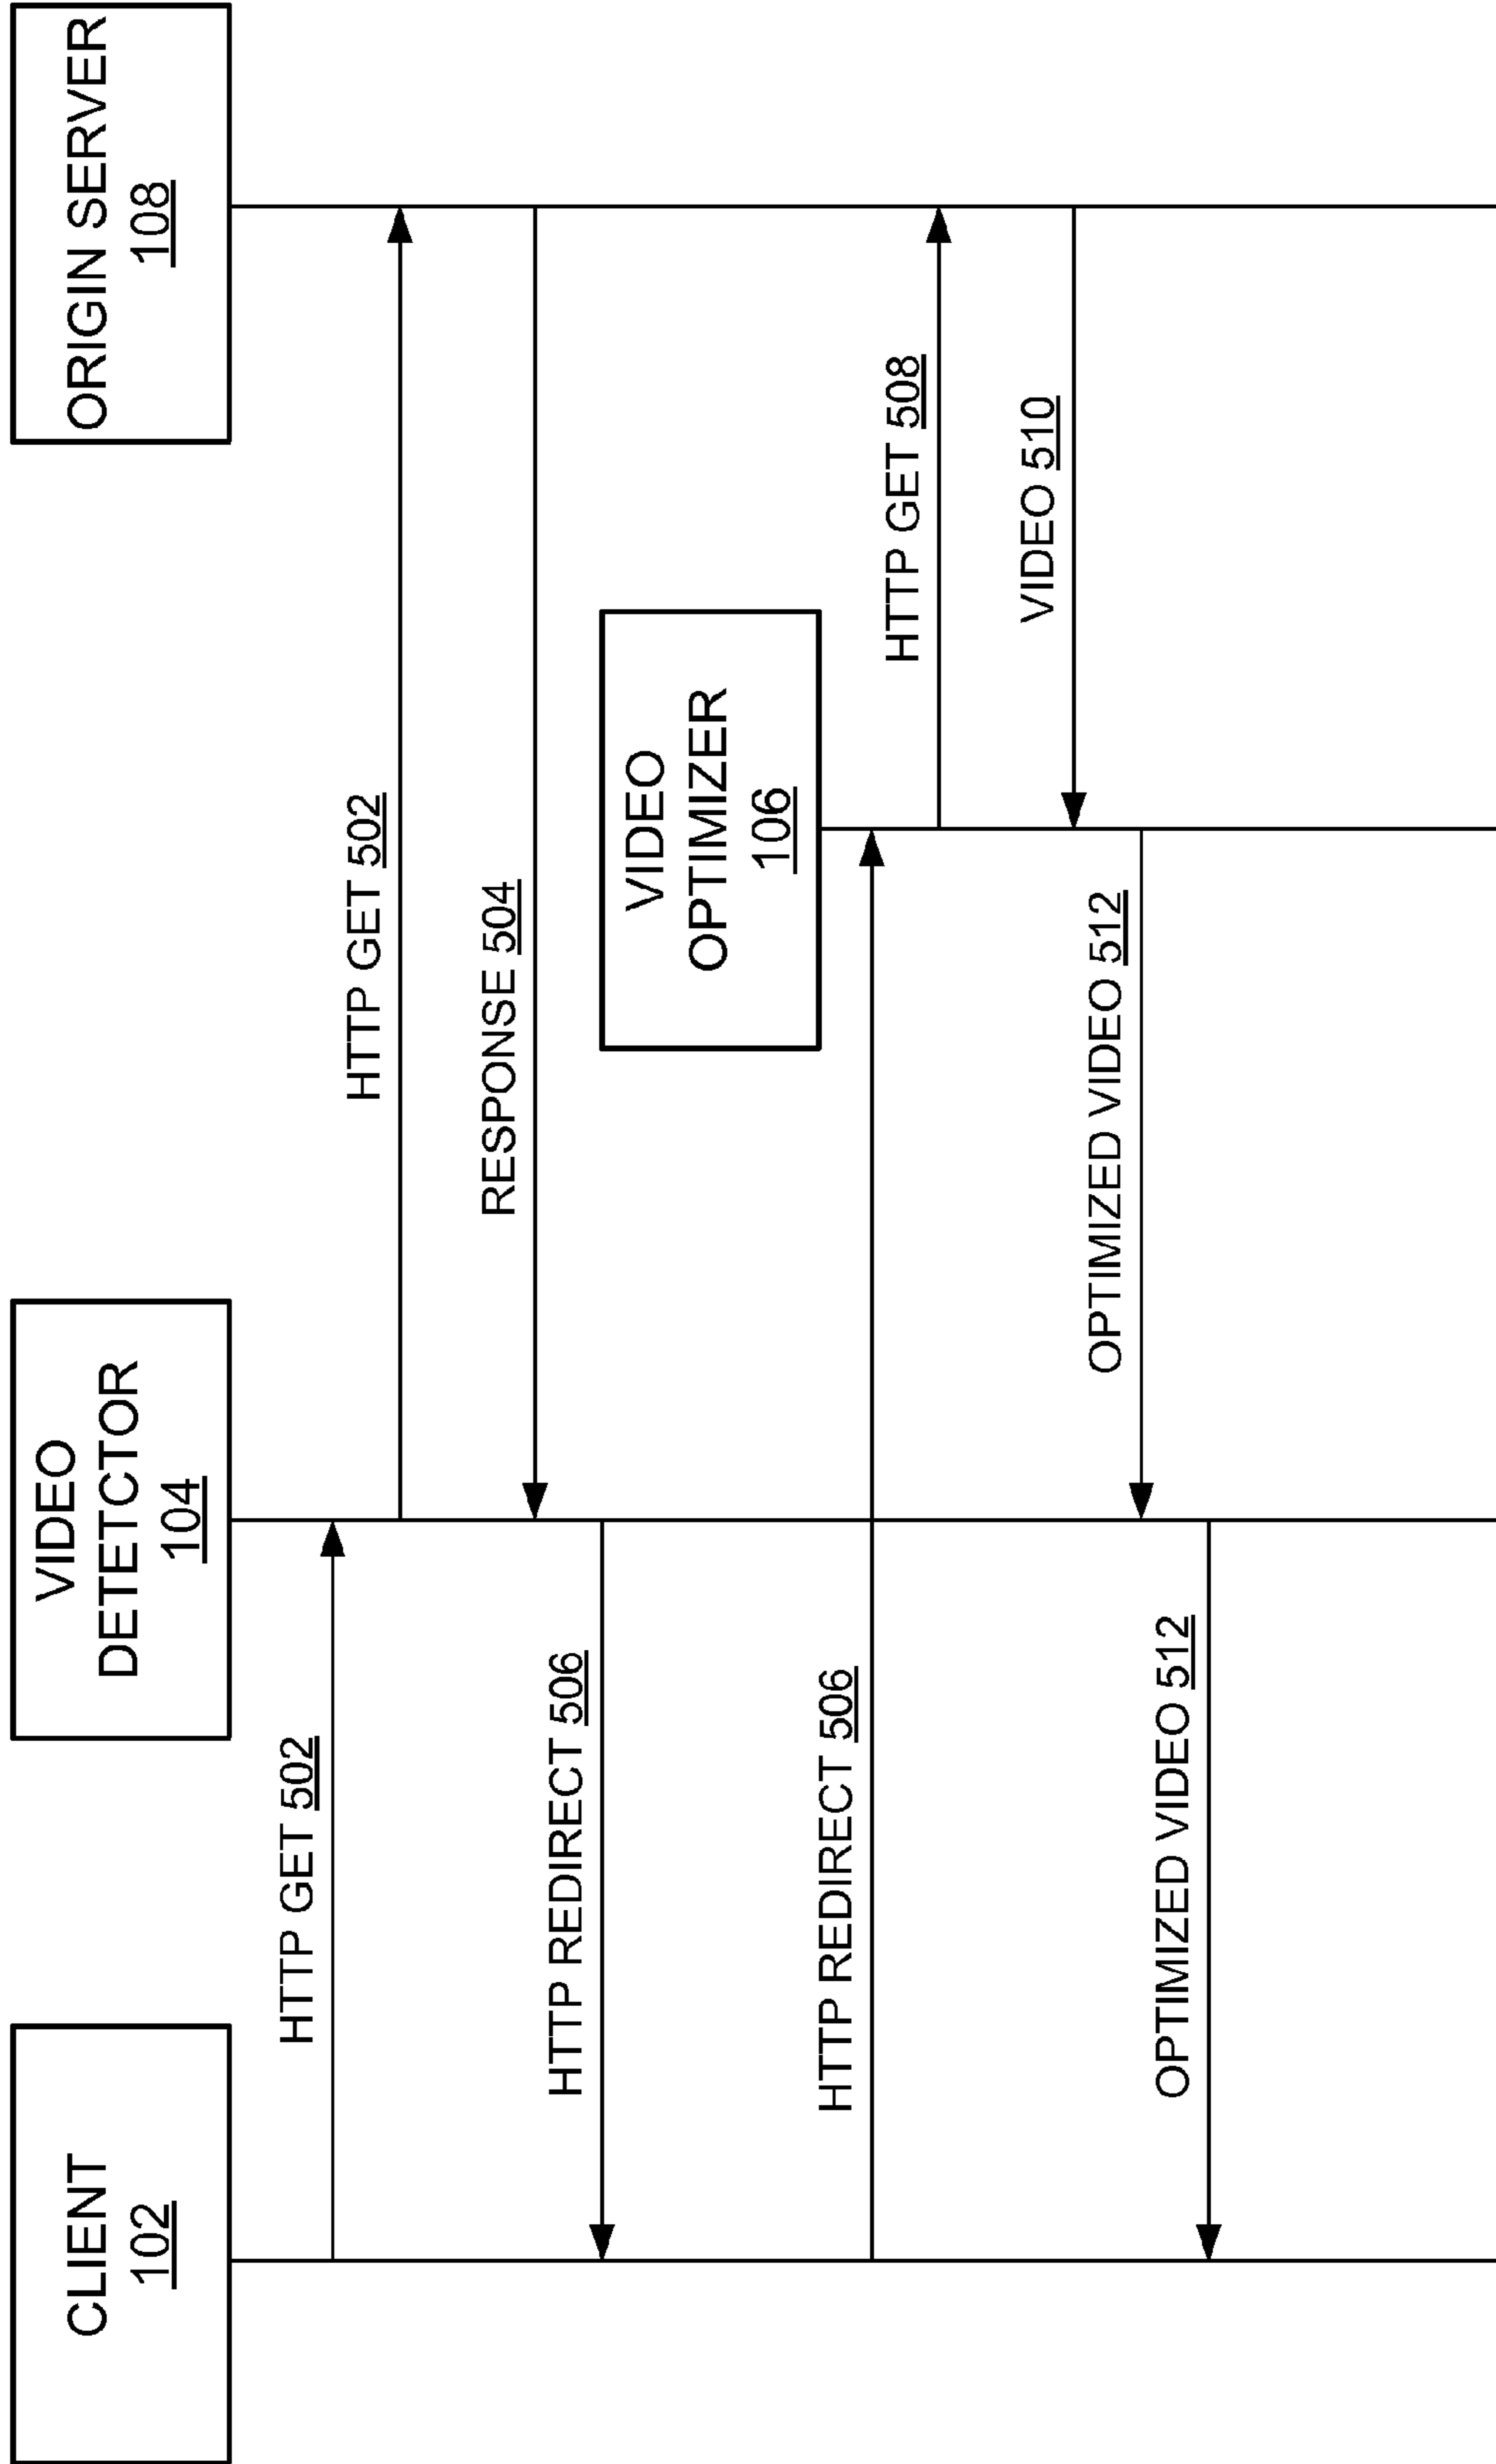 CLIENT
102
VIDEO
DETECTOR
104
ORIGIN SERVER
108
HTTP GET 502
HTTP GET 502
RESPONSE 504
HTTP REDIRECT 506
VIDEO
OPTIMIZER
106
HTTP REDIRECT 506
HTTP GET 508
VIDEO 510
OPTIMIZED VIDEO 512
OPTIMIZED VIDEO 512